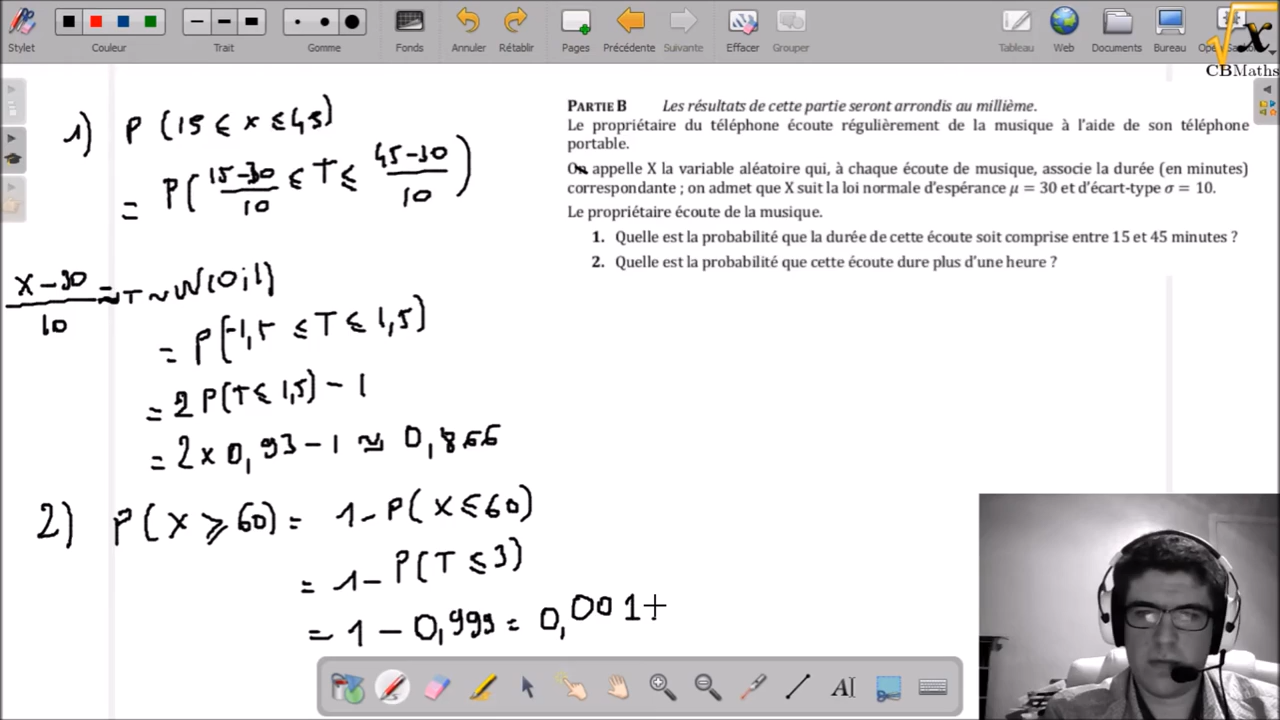 Stylet Couleur Trait Gomme Fonds Annuler Rétablir Pages Précédente Suivante Effacer Grouper Tableau Web Documents Bureau
CBMaths
PARTIE B Les résultats de cette partie seront arrondis au millième.
Le propriétaire du téléphone écoute régulièrement de la musique à l'aide de son téléphone
portable.
On appelle X la variable aléatoire qui, à chaque écoute de musique, associe la durée (en minutes)
correspondante ; on admet que X suit la loi normale d'espérance μ = 30 et d'écart-type σ = 10.
Le propriétaire écoute de la musique.
1. Quelle est la probabilité que la durée de cette écoute soit comprise entre 15 et 45 minutes ?
2. Quelle est la probabilité que cette écoute dure plus d'une heure ?
1) P (15 ≤ X ≤ 45)
= P( (15-30)/10 ≤ T ≤ (45-30)/10 )
(X-30)/10 = T ~ N(0;1)
= P(-1,5 ≤ T ≤ 1,5)
= 2P(T ≤ 1,5) - 1
= 2 × 0,93 - 1 ≈ 0,866
2) P(X ≥ 60) = 1 - P(X ≤ 60)
= 1 - P(T ≤ 3)
= 1 - 0,999 = 0,001
AI